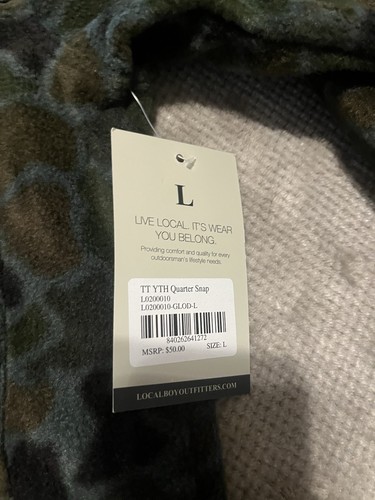 L
LIVE LOCAL. IT'S WEAR
YOU BELONG.
Providing comfort and quality for every
outdoorsman's lifestyle needs.
TT YTH Quarter Snap
L0200010
L0200010-GLOD-L
840262641272
MSRP: $50.00 SIZE: L
LOCALBOYOUTFITTERS.COM